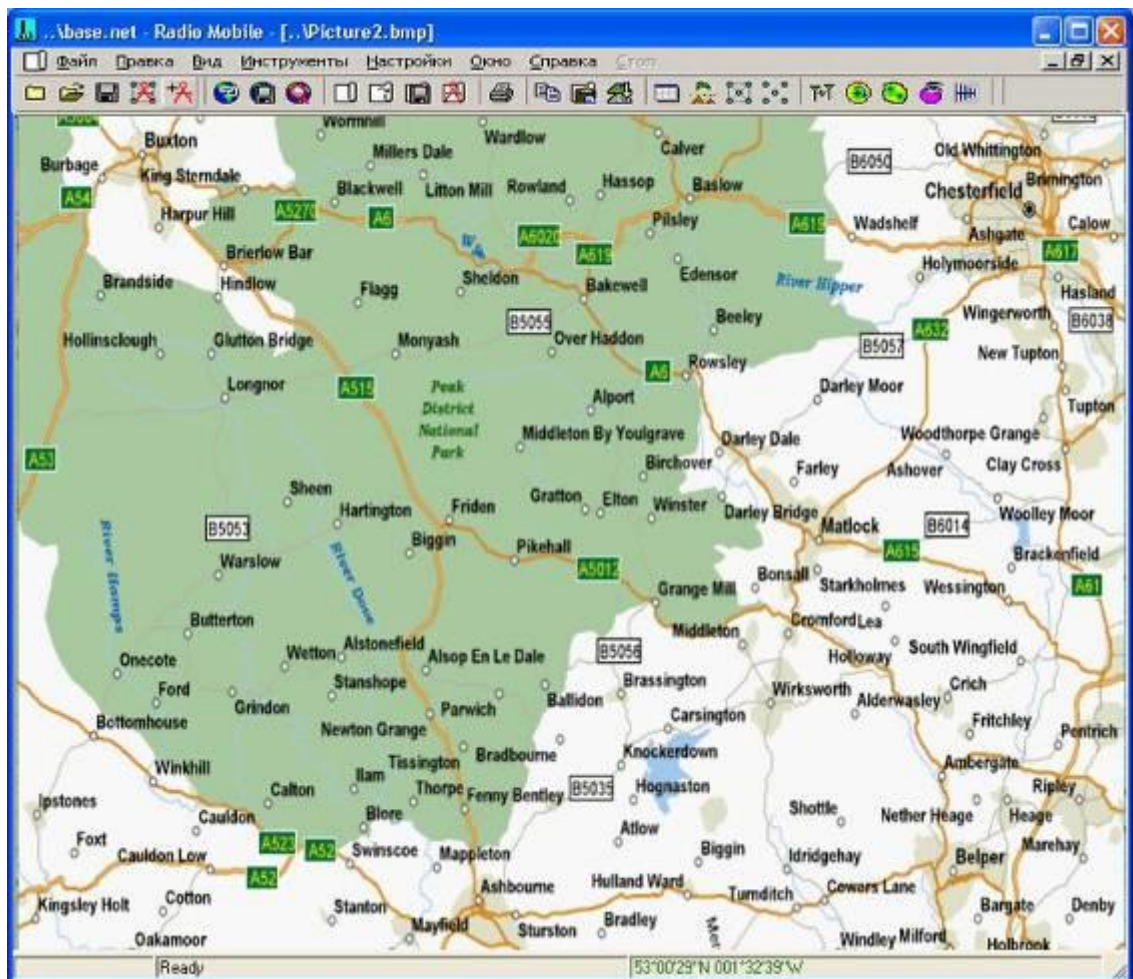 ..\base.net - Radio Mobile - [..\Picture2.bmp]
Файл Правка Вид Инструменты Настройки Окно Справка Стоп
Wormhill Wardlow
Buxton Calver B6050 Old Whittington
Burbage Millers Dale
King Sterndale Blackwell Litton Mill Rowland Hassop Baslow Chesterfield Brimington
A54 A5270 A6 A619
Harpur Hill Pilsley Wadshelf Ashgate Calow
A6020 A619 A617
Brierlow Bar Sheldon Edensor Holymoorside
Brandside Hindlow Flagg Bakewell River Hipper Hasland
B5055 Beeley Wingerworth B6038
Hollinsclough Glutton Bridge Monyash Over Haddon A632 B5057 New Tupton
A6 Rowsley
Longnor A515 Peak Darley Moor
District Alport Tupton
National Middleton By Youlgrave Darley Dale Woodthorpe Grange
Park Birchover Farley Ashover Clay Cross
A53
Sheen Gratton Elton Winster
Hartington Friden Darley Bridge Matlock B6014 Woolley Moor
B5053 Biggin Pikehall A615 Brackenfield
River Hamps Warslow River Dose A5012 Bonsall Starkholmes Wessington A61
Grange Mill
Butterton Middleton Cromford Lea
Onecote Wetton Alstonefield Alsop En Le Dale B5056 Holloway South Wingfield
Ford Stanshope Brassington Wirksworth Crich
Grindon Parwich Ballidon Alderwasley
Bottomhouse Newton Grange Carsington Fritchley Pentrich
Tissington Bradbourne Knockerdown
Winkhill Ilam Ambergate
Ipstones Calton Thorpe Fenny Bentley B5035 Hognaston Shottle Nether Heage Heage Ripley
Cauldon Blore Atlow
Foxt A523 A52 Swinscoe Mappleton Biggin Idridgehay Belper Marehay
Cauldon Low A52
Kingsley Holt Cotton Ashbourne Hulland Ward Turnditch Cowers Lane
Stanton Mayfield Sturston Bradley Bargate Denby
Oakamoor Mer Windley Milford Holbrook
Ready 53°00'29"N 001°32'39"W